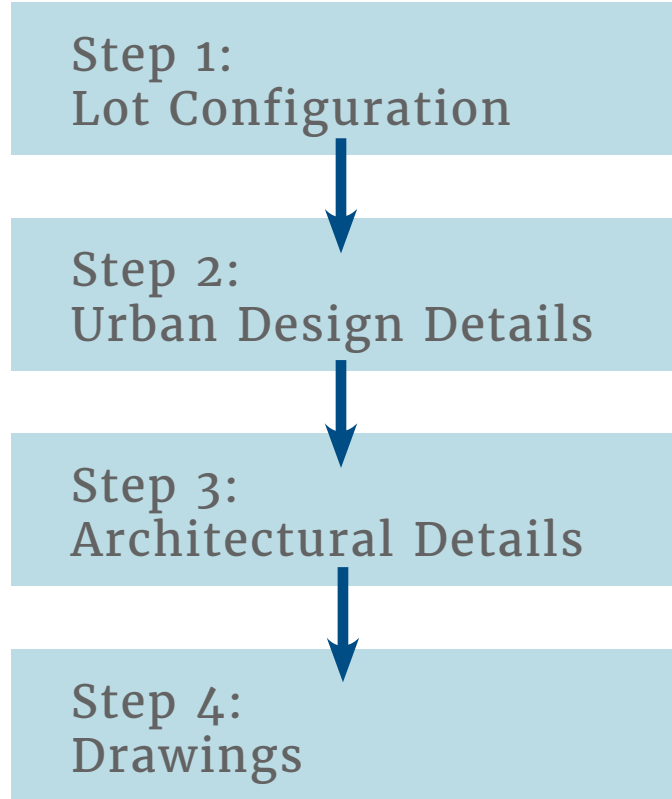 Step 1:
Lot Configuration
Step 2:
Urban Design Details
Step 3:
Architectural Details
Step 4:
Drawings